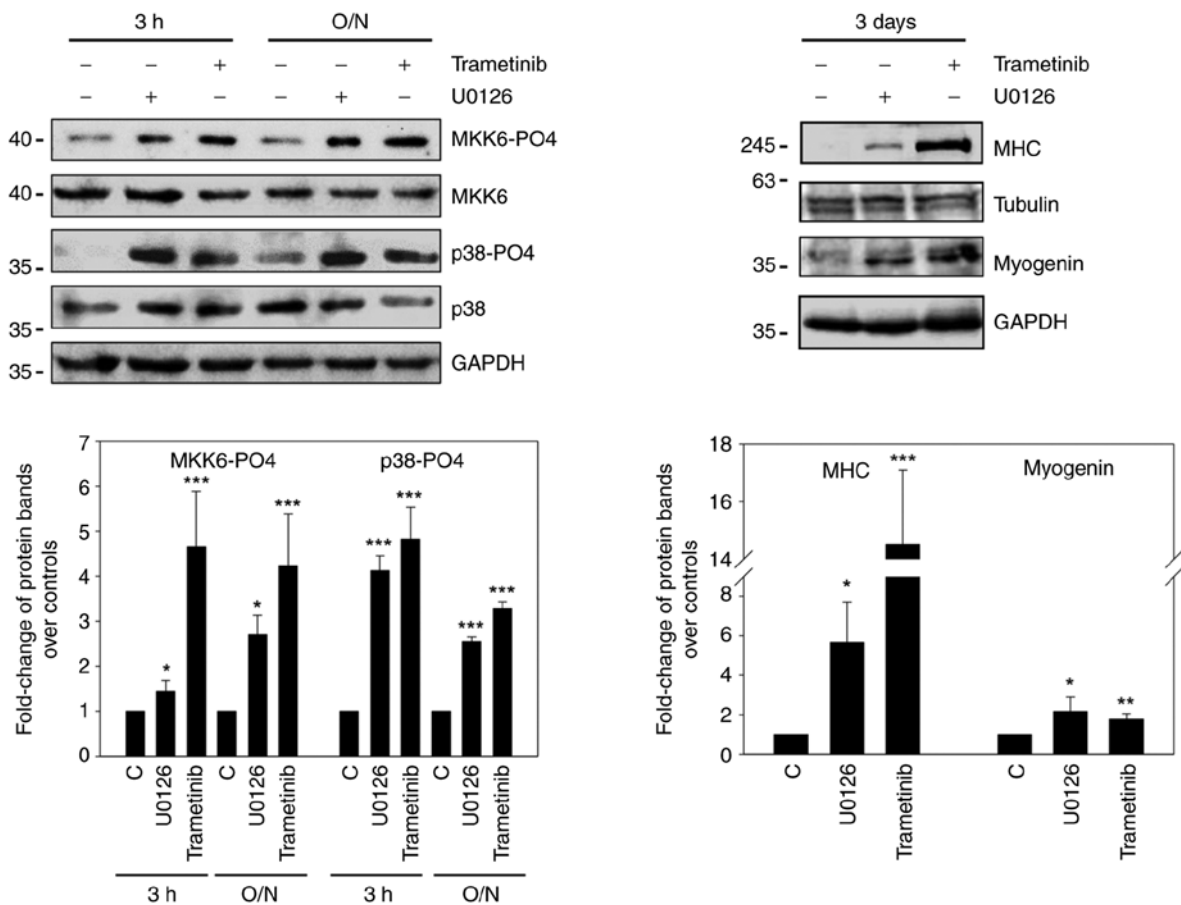 3 h O/N
– – + – – + Trametinib
– + – – + – U0126
40 - MKK6-PO4
40 - MKK6
35 - p38-PO4
35 - p38
35 - GAPDH
3 days
– – + Trametinib
– + – U0126
245 - MHC
63 -
Tubulin
35 - Myogenin
35 - GAPDH
Fold-change of protein bands
over controls
7
6
5
4
3
2
1
0
MKK6-PO4 p38-PO4
* *** * *** *** *** *** ***
C U0126 Trametinib C U0126 Trametinib C U0126 Trametinib C U0126 Trametinib
3 h O/N 3 h O/N
Fold-change of protein bands
over controls
18
16
14
8
6
4
2
0
MHC Myogenin
* *** * **
C U0126 Trametinib C U0126 Trametinib